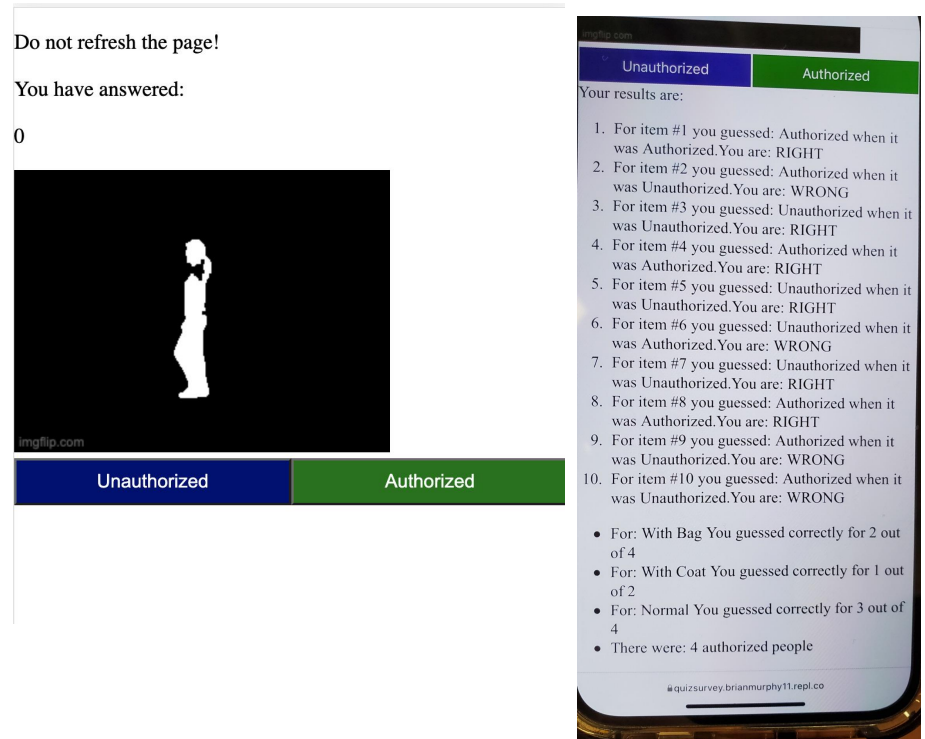 Do not refresh the page!
You have answered:
0
imgflip.com
Unauthorized
Authorized
imgflip.com
Unauthorized
Authorized
Your results are:
1. For item #1 you guessed: Authorized when it
was Authorized.You are: RIGHT
2. For item #2 you guessed: Authorized when it
was Unauthorized.You are: WRONG
3. For item #3 you guessed: Unauthorized when it
was Unauthorized.You are: RIGHT
4. For item #4 you guessed: Authorized when it
was Authorized.You are: RIGHT
5. For item #5 you guessed: Unauthorized when it
was Unauthorized.You are: RIGHT
6. For item #6 you guessed: Unauthorized when it
was Authorized.You are: WRONG
7. For item #7 you guessed: Unauthorized when it
was Unauthorized.You are: RIGHT
8. For item #8 you guessed: Authorized when it
was Authorized.You are: RIGHT
9. For item #9 you guessed: Authorized when it
was Unauthorized.You are: WRONG
10. For item #10 you guessed: Authorized when it
was Unauthorized.You are: WRONG
• For: With Bag You guessed correctly for 2 out
of 4
• For: With Coat You guessed correctly for 1 out
of 2
• For: Normal You guessed correctly for 3 out of
4
• There were: 4 authorized people
quizsurvey.brianmurphy11.repl.co